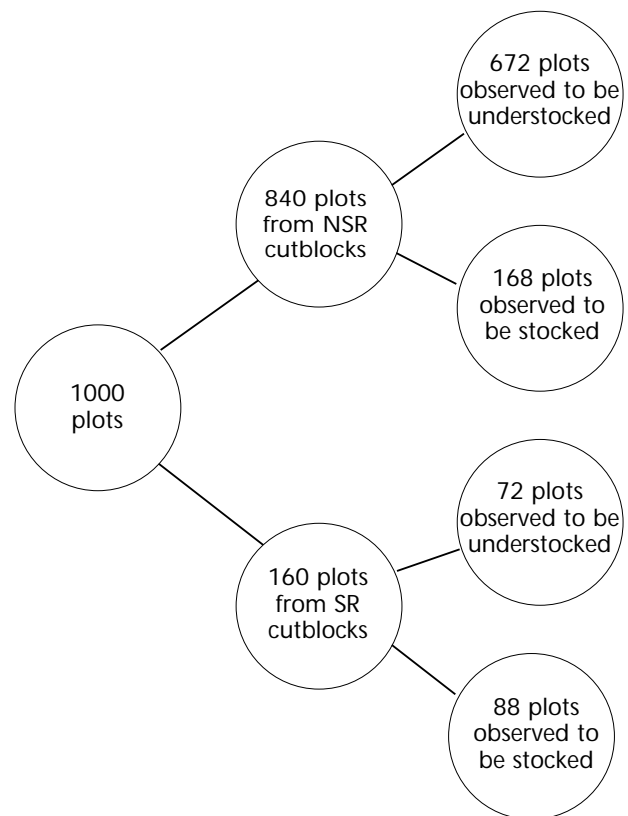 672 plots
observed to be
understocked
840 plots
from NSR
cutblocks
168 plots
observed to
be stocked
1000
plots
72 plots
observed to be
understocked
160 plots
from SR
cutblocks
88 plots
observed to
be stocked